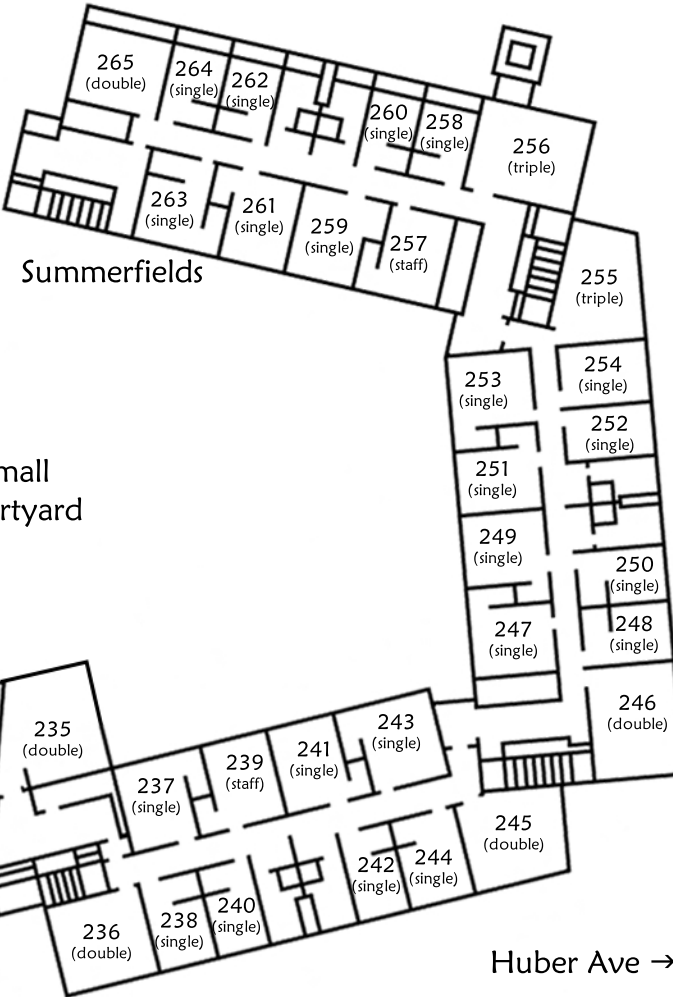 265
(double)
264
(single)
262
(single)
260
(single)
258
(single)
256
(triple)
263
(single)
261
(single)
259
(single)
257
(staff)
Summerfields
255
(triple)
253
(single)
254
(single)
252
(single)
251
(single)
249
(single)
250
(single)
247
(single)
248
(single)
246
(double)
mall
rtyard
235
(double)
237
(single)
239
(staff)
241
(single)
243
(single)
245
(double)
236
(double)
238
(single)
240
(single)
242
(single)
244
(single)
Huber Ave →